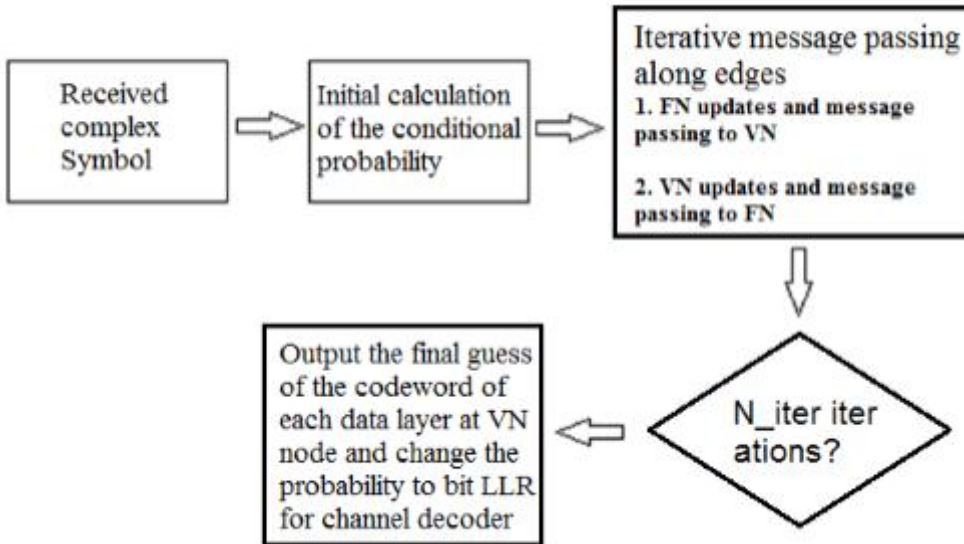 Received
complex
Symbol
Initial calculation
of the conditional
probability
Iterative message passing
along edges
1. FN updates and message
passing to VN
2. VN updates and message
passing to FN
N_iter iter
ations?
Output the final guess
of the codeword of
each data layer at VN
node and change the
probability to bit LLR
for channel decoder